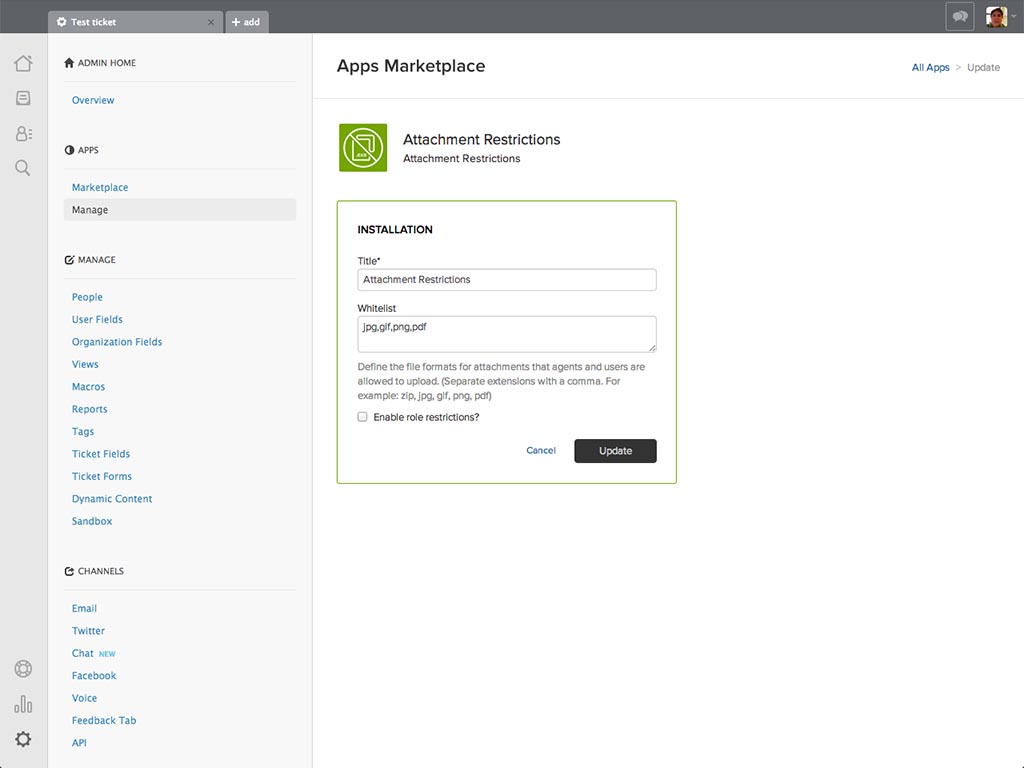 Test ticket
+ add
ADMIN HOME
Overview
APPS
Marketplace
Manage
MANAGE
People
User Fields
Organization Fields
Views
Macros
Reports
Tags
Ticket Fields
Ticket Forms
Dynamic Content
Sandbox
CHANNELS
Email
Twitter
Chat NEW
Facebook
Voice
Feedback Tab
API
Apps Marketplace
All Apps > Update
Attachment Restrictions
Attachment Restrictions
INSTALLATION
Title*
Attachment Restrictions
Whitelist
jpg,gif,png,pdf
Define the file formats for attachments that agents and users are
allowed to upload. (Separate extensions with a comma. For
example: zip, jpg, gif, png, pdf)
Enable role restrictions?
Cancel
Update